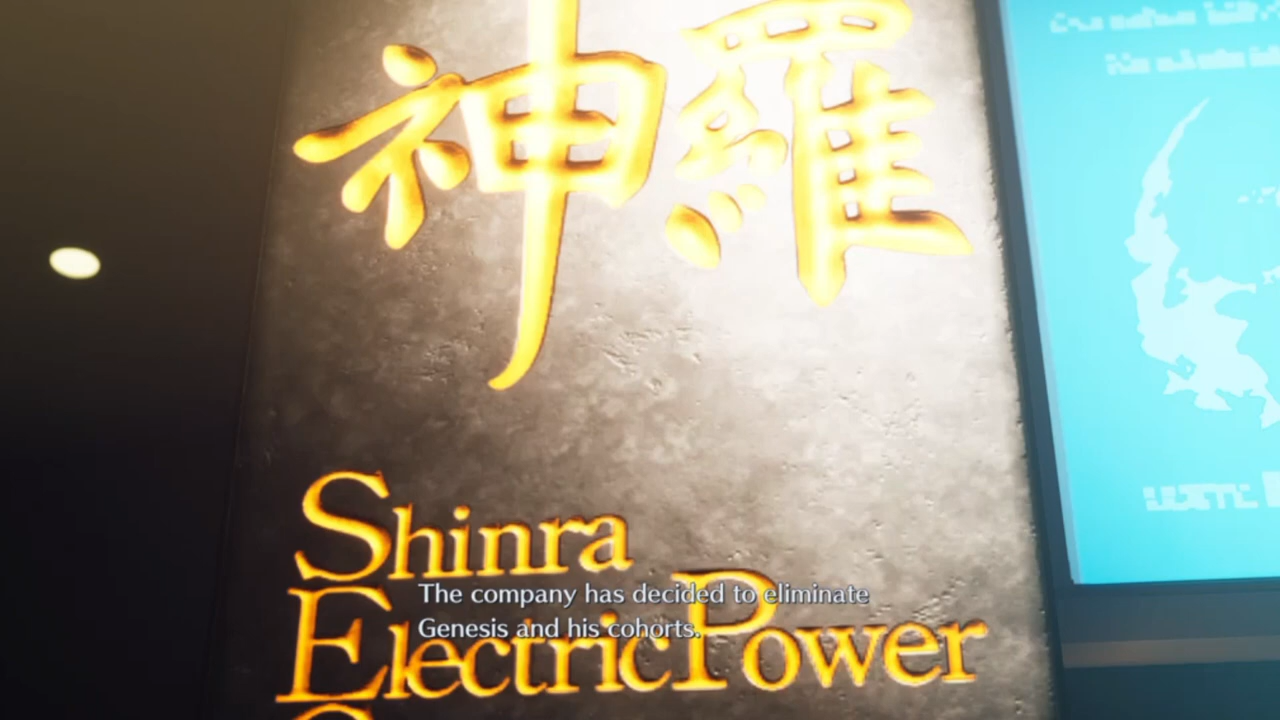 神羅
Shinra
Electric Power
The company has decided to eliminate
Genesis and his cohorts.